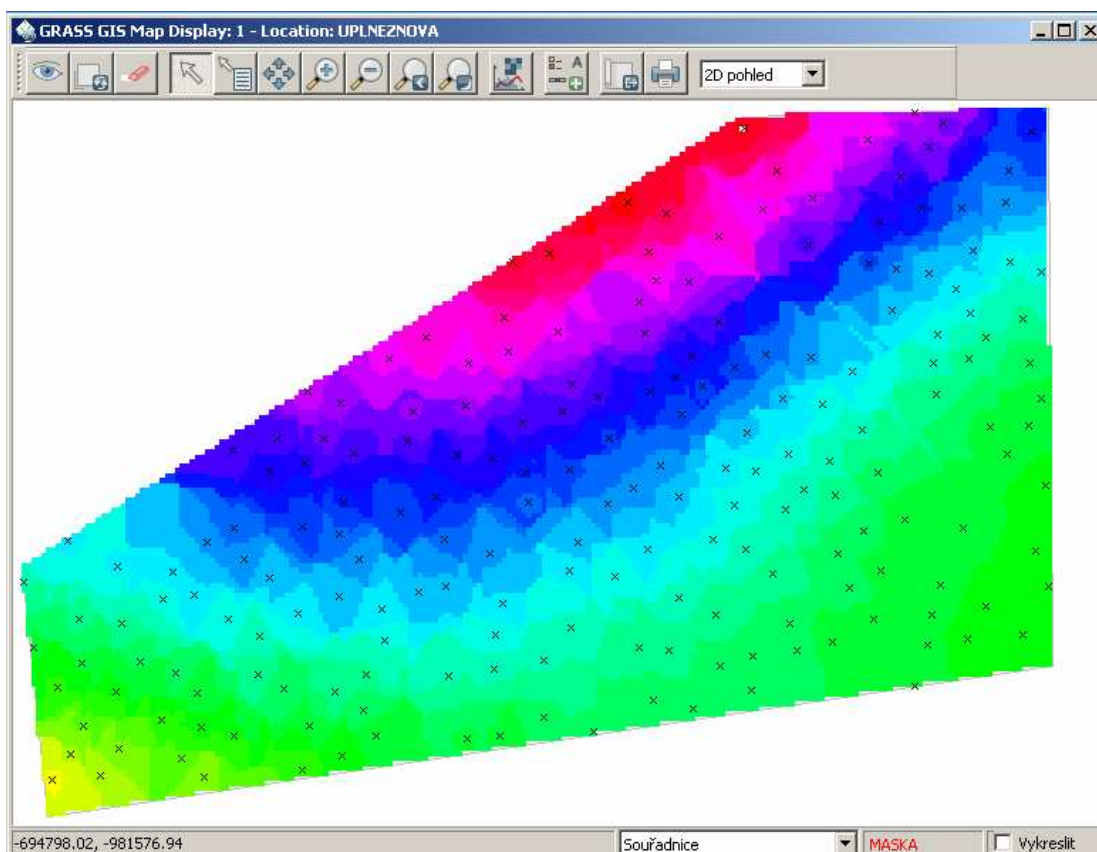 GRASS GIS Map Display: 1 - Location: UPLNEZNOVA
2D pohled
-694798.02, -981576.94 Souřadnice MASKA Vykreslit